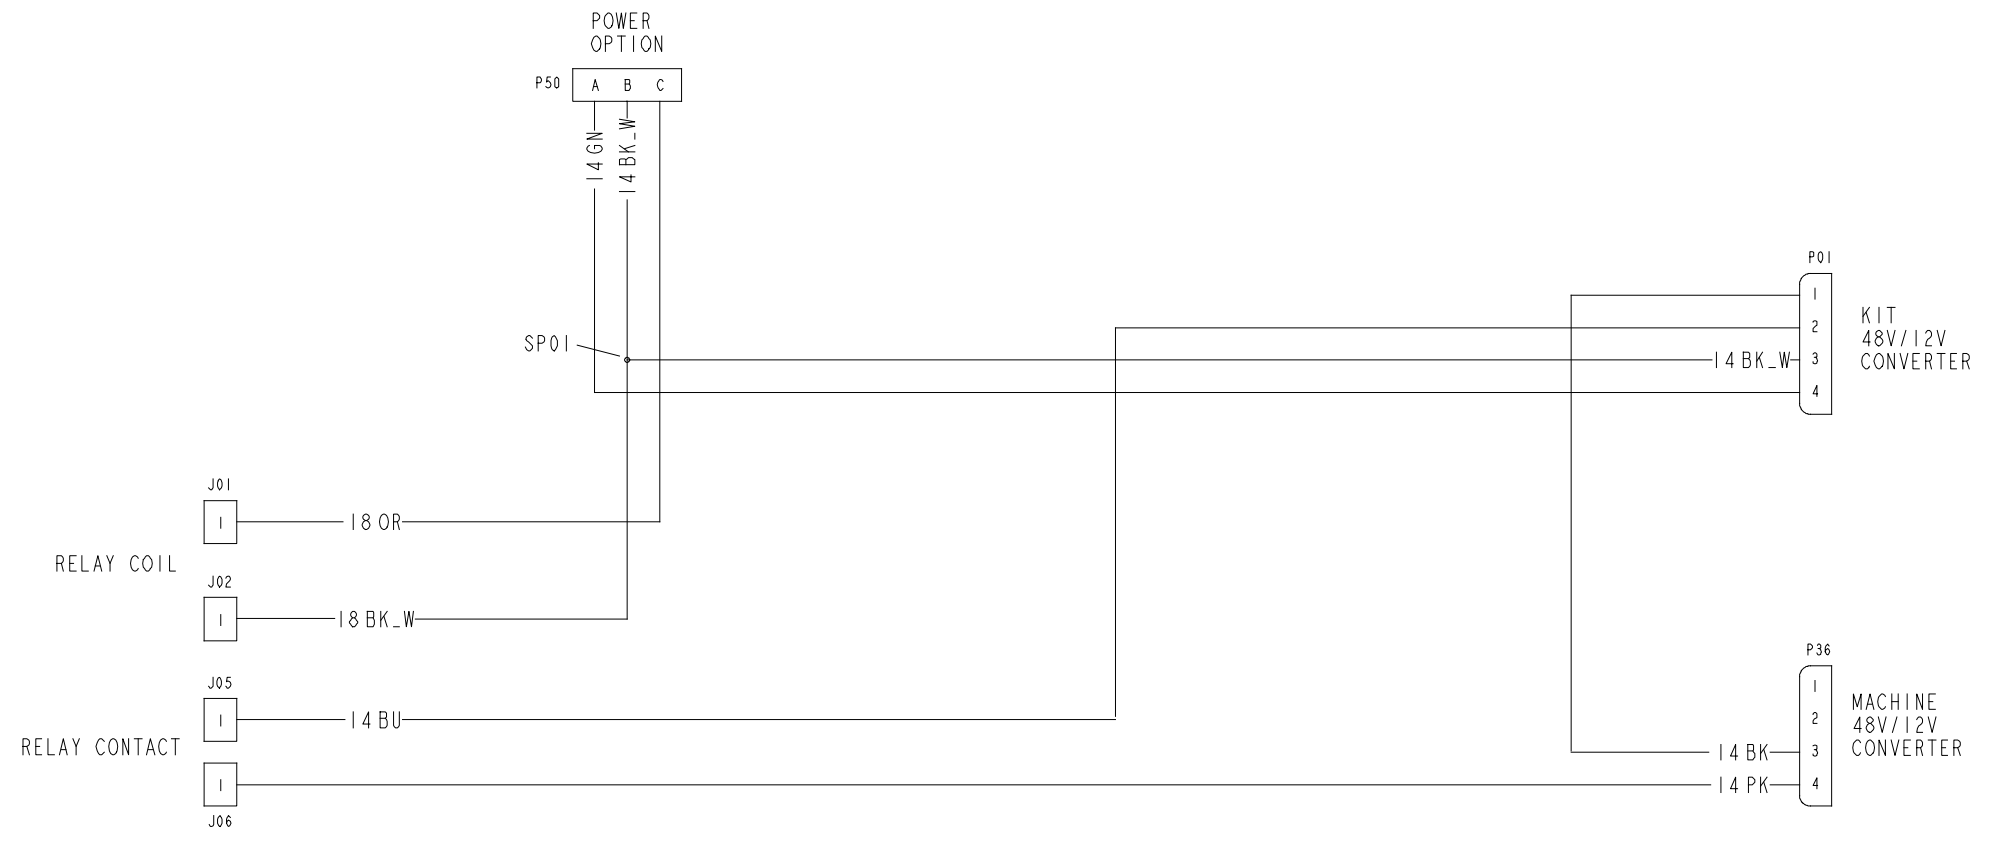 POWER
OPTION
P50
A B C
14 GN
14 BK_W
P01
1
2
3
4
KIT
48V/12V
CONVERTER
SP01
14 BK_W
J01
1
18 OR
RELAY COIL
J02
1
18 BK_W
J05
1
14 BU
RELAY CONTACT
1
J06
P36
1
2
3
4
MACHINE
48V/12V
CONVERTER
14 BK
14 PK